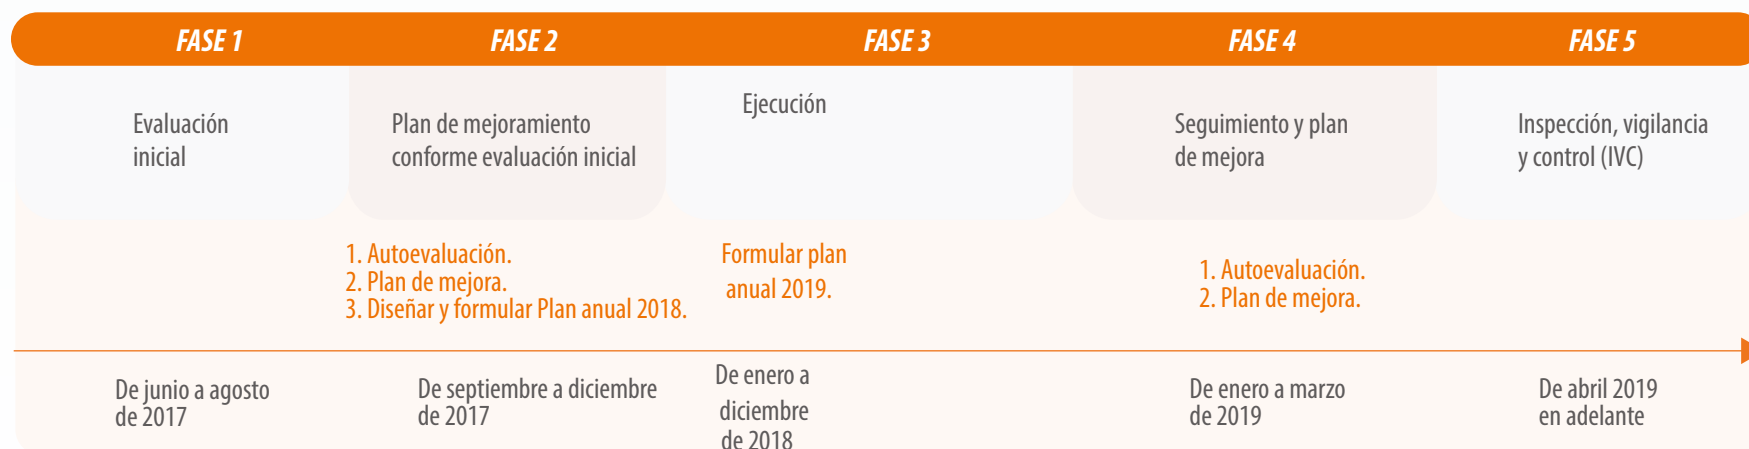 FASE 1
FASE 2
FASE 3
FASE 4
FASE 5
Evaluación
inicial
Plan de mejoramiento
conforme evaluación inicial
Ejecución
Seguimiento y plan
de mejora
Inspección, vigilancia
y control (IVC)
1. Autoevaluación.
2. Plan de mejora.
3. Diseñar y formular Plan anual 2018.
Formular plan
anual 2019.
1. Autoevaluación.
2. Plan de mejora.
De junio a agosto
de 2017
De septiembre a diciembre
de 2017
De enero a
diciembre
de 2018
De enero a marzo
de 2019
De abril 2019
en adelante